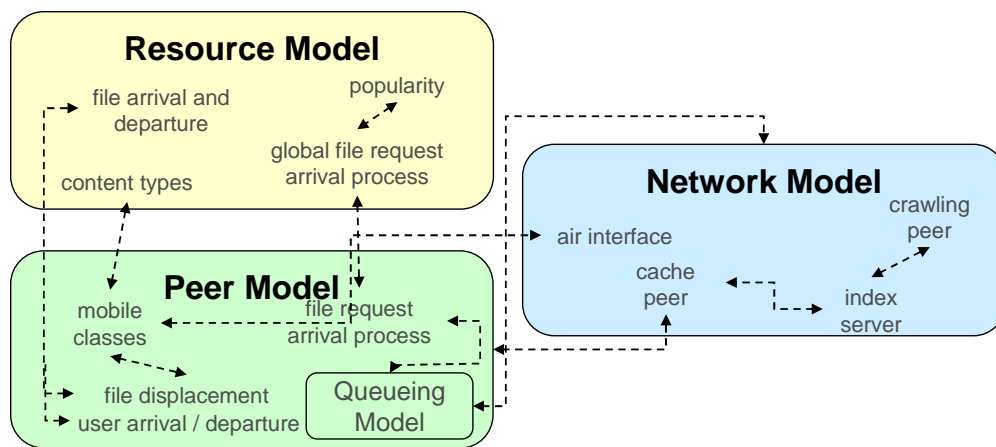 Resource Model
popularity
file arrival and
departure
global file request
arrival process
content types
Network Model
crawling
peer
air interface
cache
peer
index
server
Peer Model
mobile
classes
file request
arrival process
file displacement
user arrival / departure
Queueing
Model